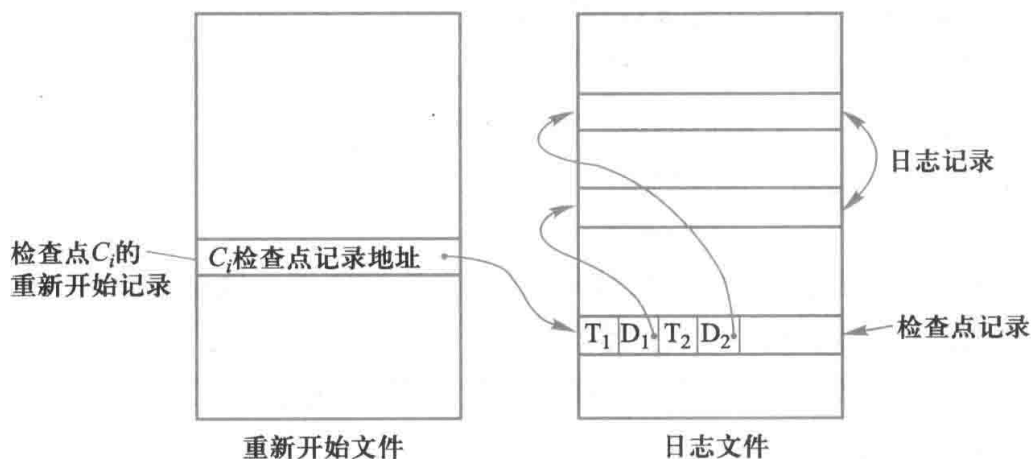 日志记录
检查点Ci的
重新开始记录
Ci检查点记录地址
T1 D1 T2 D2
检查点记录
重新开始文件
日志文件